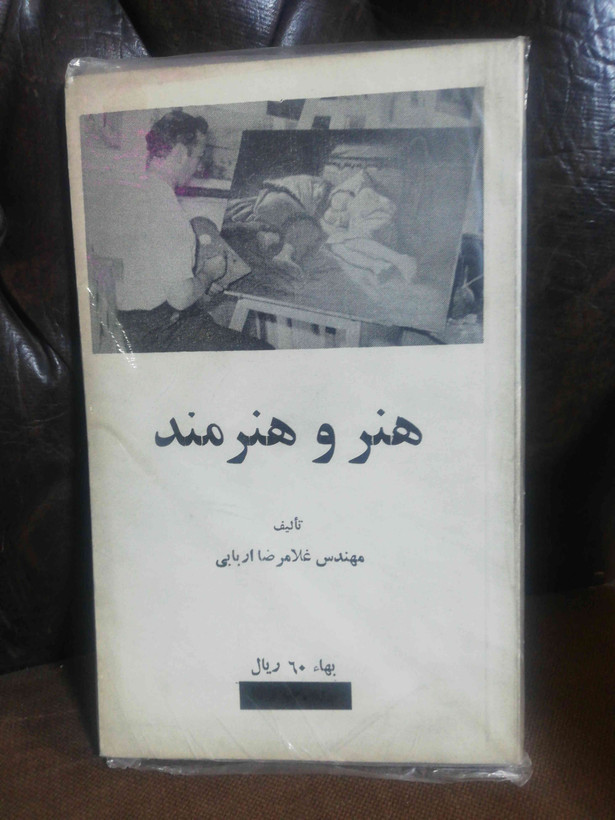 هنر و هنرمند
تألیف
مهندس غلامرضا اربابی
بهاء ۶۰ ریال